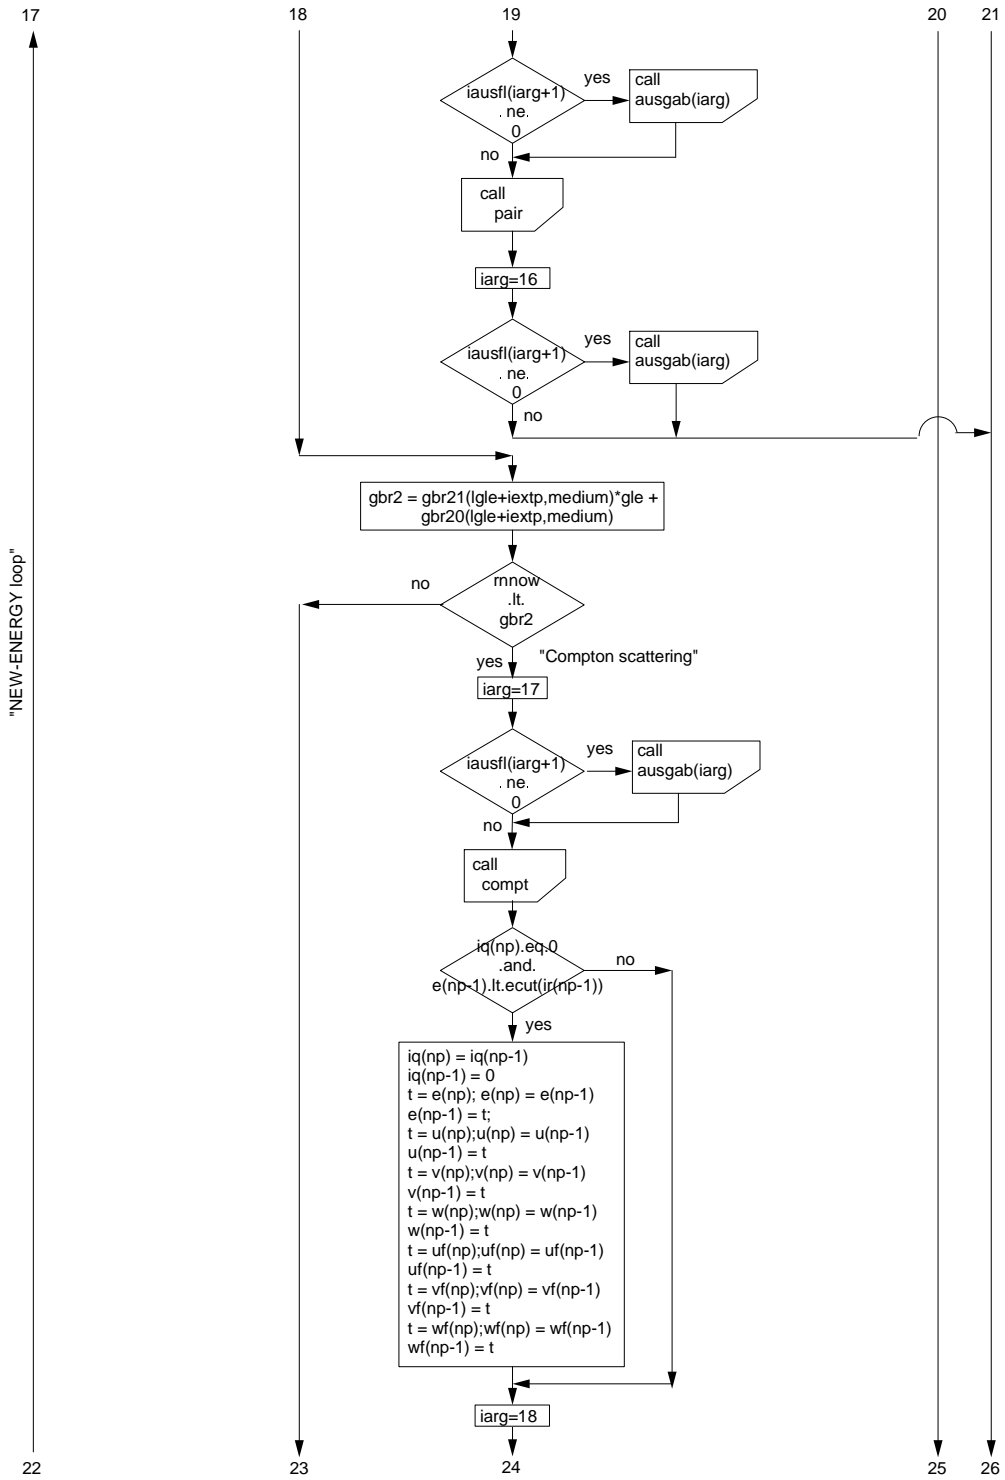 17
18
19
20
21
iausfl(iarg+1)
. ne.
0
yes
call
ausgab(iarg)
no
call
pair
iarg=16
iausfl(iarg+1)
. ne.
0
yes
call
ausgab(iarg)
no
gbr2 = gbr21(lgle+iextp,medium)*gle +
gbr20(lgle+iextp,medium)
"NEW-ENERGY loop"
no
rnnow
.lt.
gbr2
yes
"Compton scattering"
iarg=17
iausfl(iarg+1)
. ne.
0
yes
call
ausgab(iarg)
no
call
compt
iq(np).eq.0
.and.
e(np-1).lt.ecut(ir(np-1))
no
yes
iq(np) = iq(np-1)
iq(np-1) = 0
t = e(np); e(np) = e(np-1)
e(np-1) = t;
t = u(np);u(np) = u(np-1)
u(np-1) = t
t = v(np);v(np) = v(np-1)
v(np-1) = t
t = w(np);w(np) = w(np-1)
w(np-1) = t
t = uf(np);uf(np) = uf(np-1)
uf(np-1) = t
t = vf(np);vf(np) = vf(np-1)
vf(np-1) = t
t = wf(np);wf(np) = wf(np-1)
wf(np-1) = t
iarg=18
22
23
24
25
26